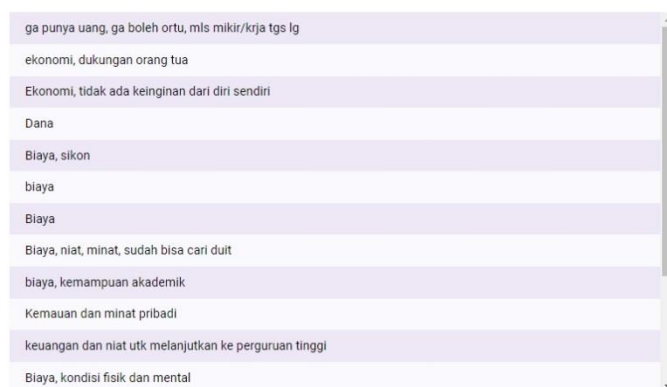 ga punya uang, ga boleh ortu, mls mikir/krja tgs lg
ekonomi, dukungan orang tua
Ekonomi, tidak ada keinginan dari diri sendiri
Dana
Biaya, sikon
biaya
Biaya
Biaya, niat, minat, sudah bisa cari duit
biaya, kemampuan akademik
Kemauan dan minat pribadi
keuangan dan niat utk melanjutkan ke perguruan tinggi
Biaya, kondisi fisik dan mental